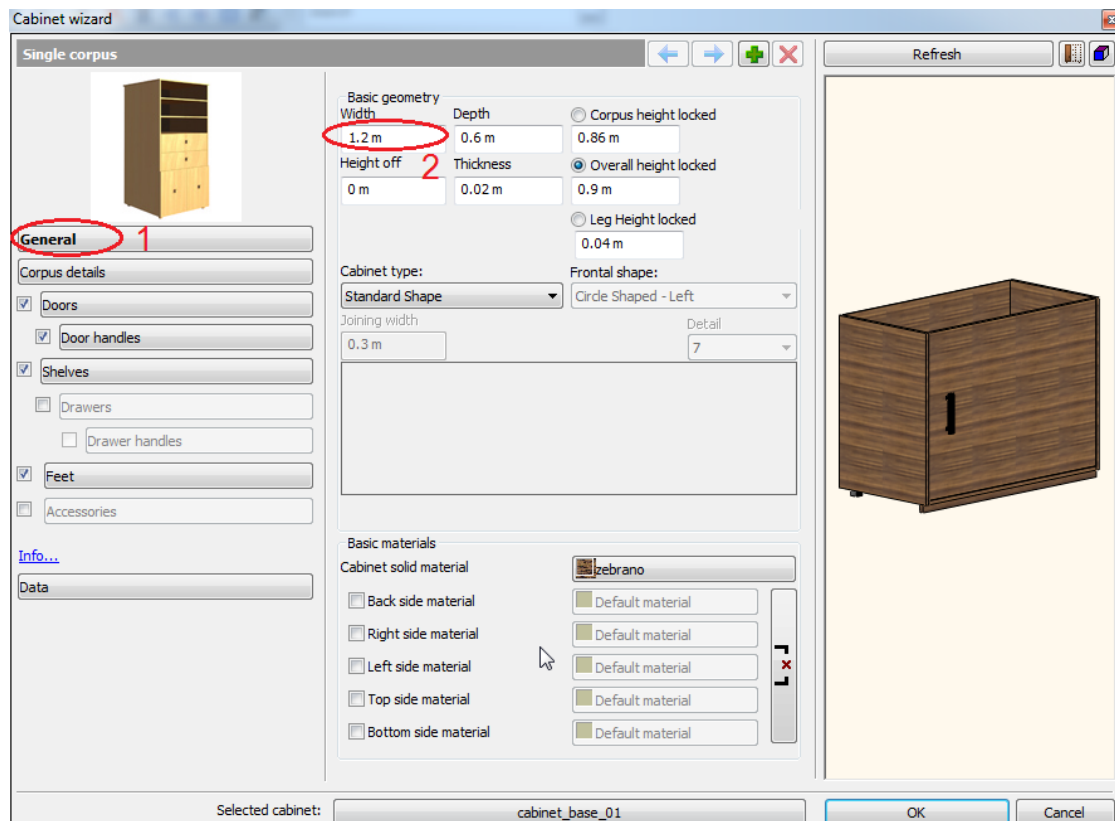 Cabinet wizard
Single corpus
Refresh
Basic geometry
Width Depth Corpus height locked
1.2 m 0.6 m 0.86 m
Height off 2 Thickness Overall height locked
0 m 0.02 m 0.9 m
Leg Height locked
0.04 m
General 1
Corpus details
Doors
Door handles
Shelves
Drawers
Drawer handles
Feet
Accessories
Info...
Data
Cabinet type: Frontal shape:
Standard Shape Circle Shaped - Left
Joining width Detail
0.3 m 7
Basic materials
Cabinet solid material zebrano
Back side material Default material
Right side material Default material
Left side material Default material
Top side material Default material
Bottom side material Default material
Selected cabinet: cabinet_base_01 OK Cancel